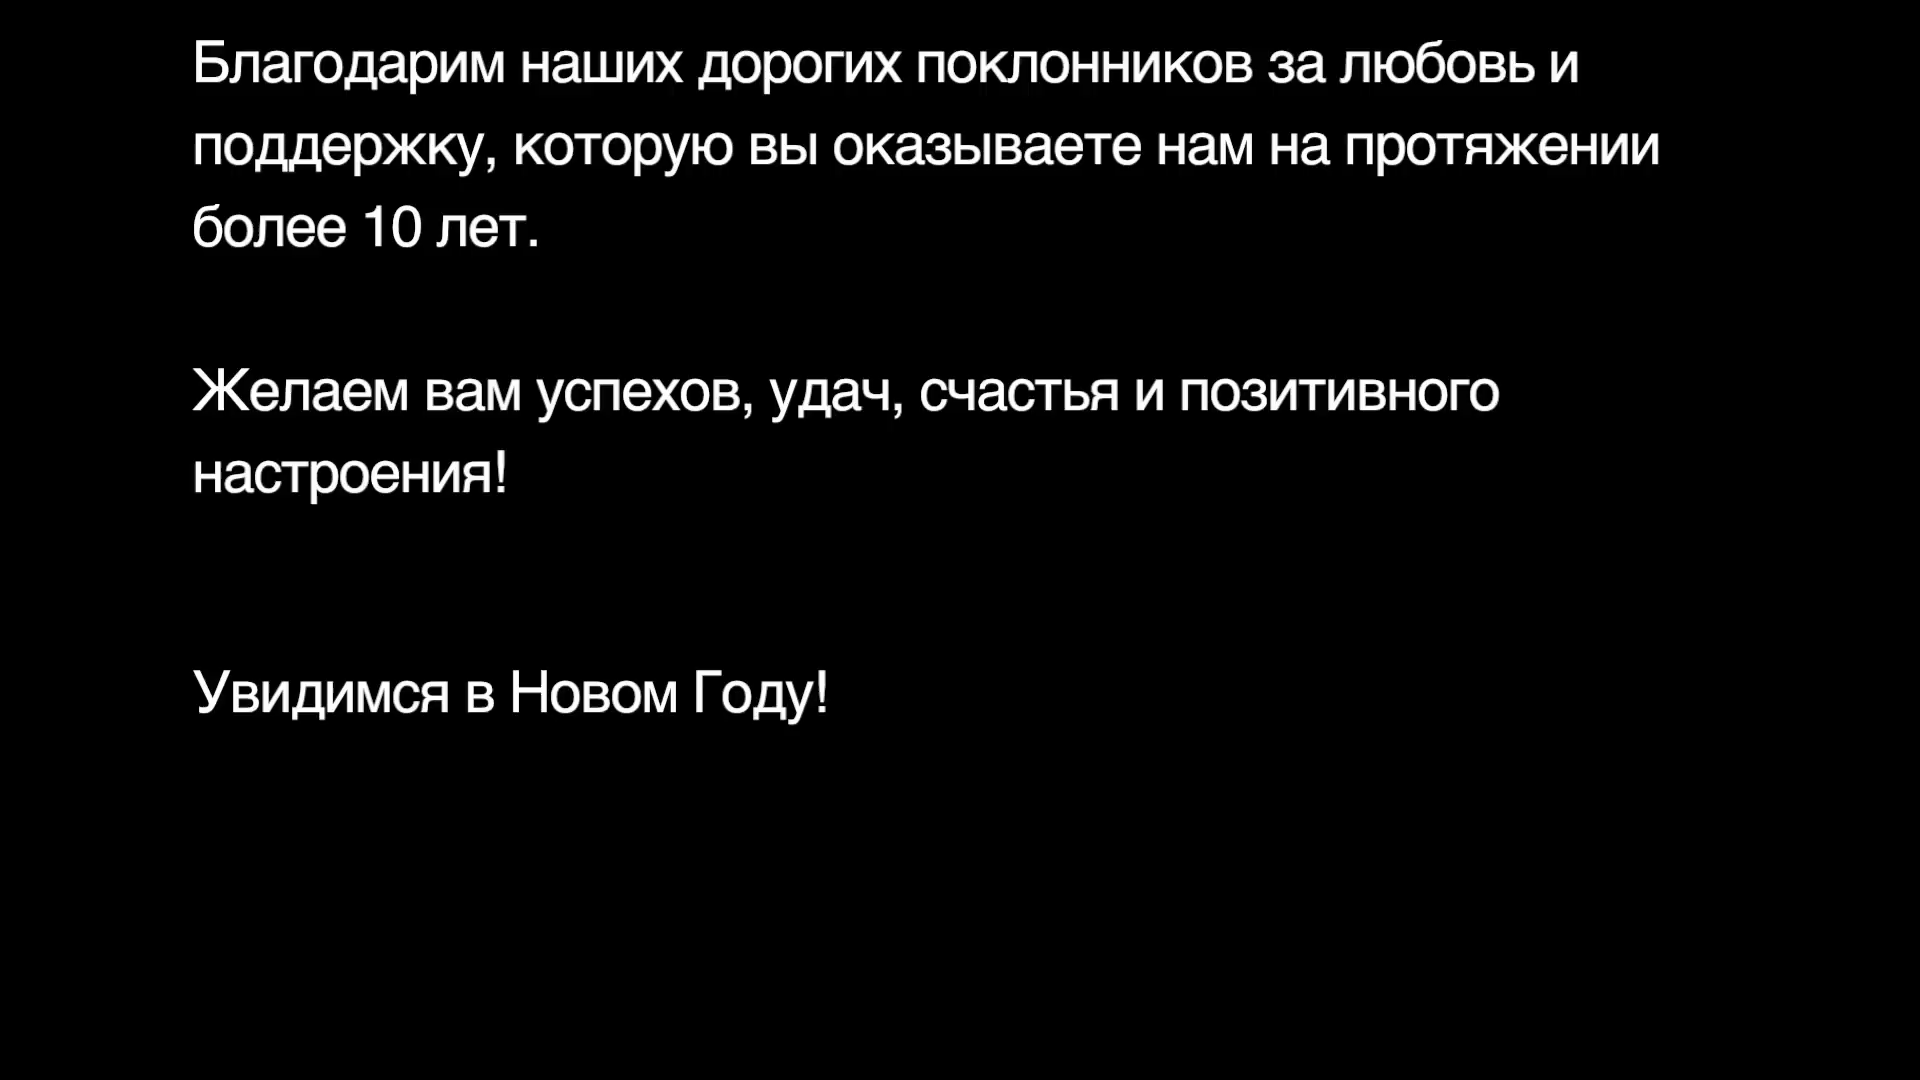 Благодарим наших дорогих поклонников за любовь и
поддержку, которую вы оказываете нам на протяжении
более 10 лет.
Желаем вам успехов, удач, счастья и позитивного
настроения!
Увидимся в Новом Году!